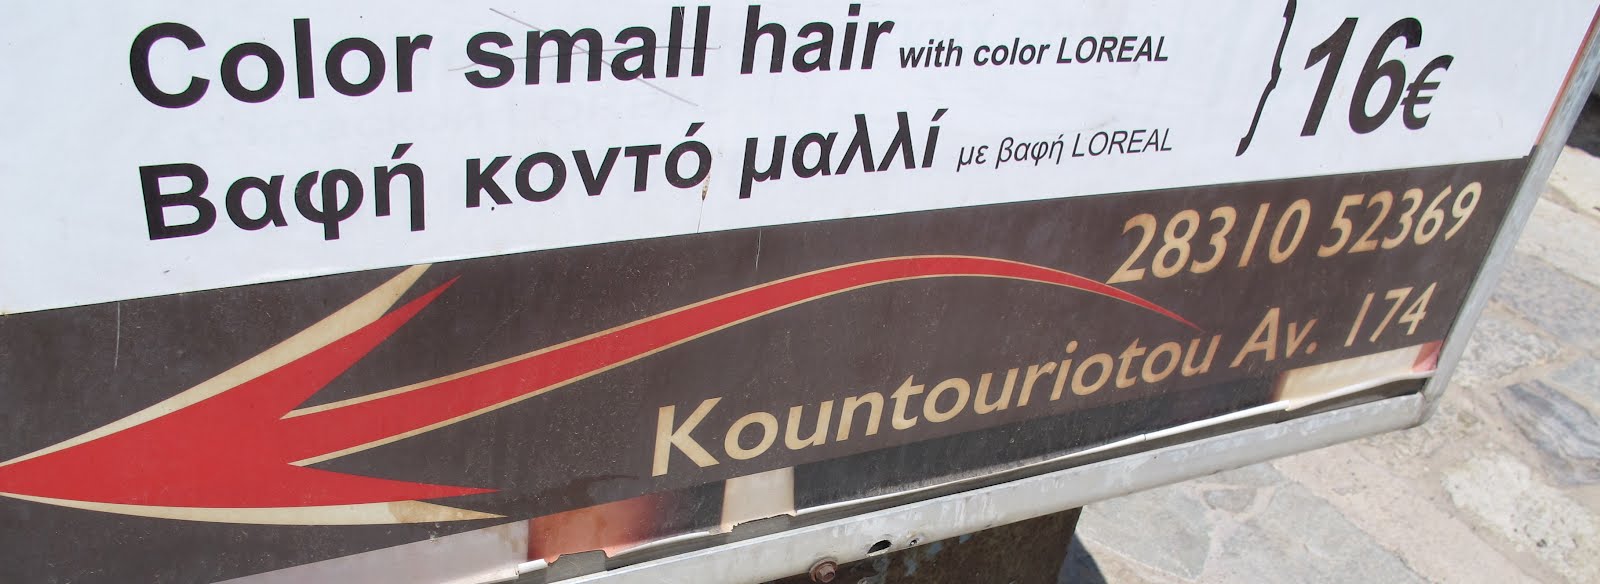 Color small hair with color LOREAL
Βαφή κοντό μαλλί με βαφή LOREAL
16€
28310 52369
Kountouriotou Av. 174